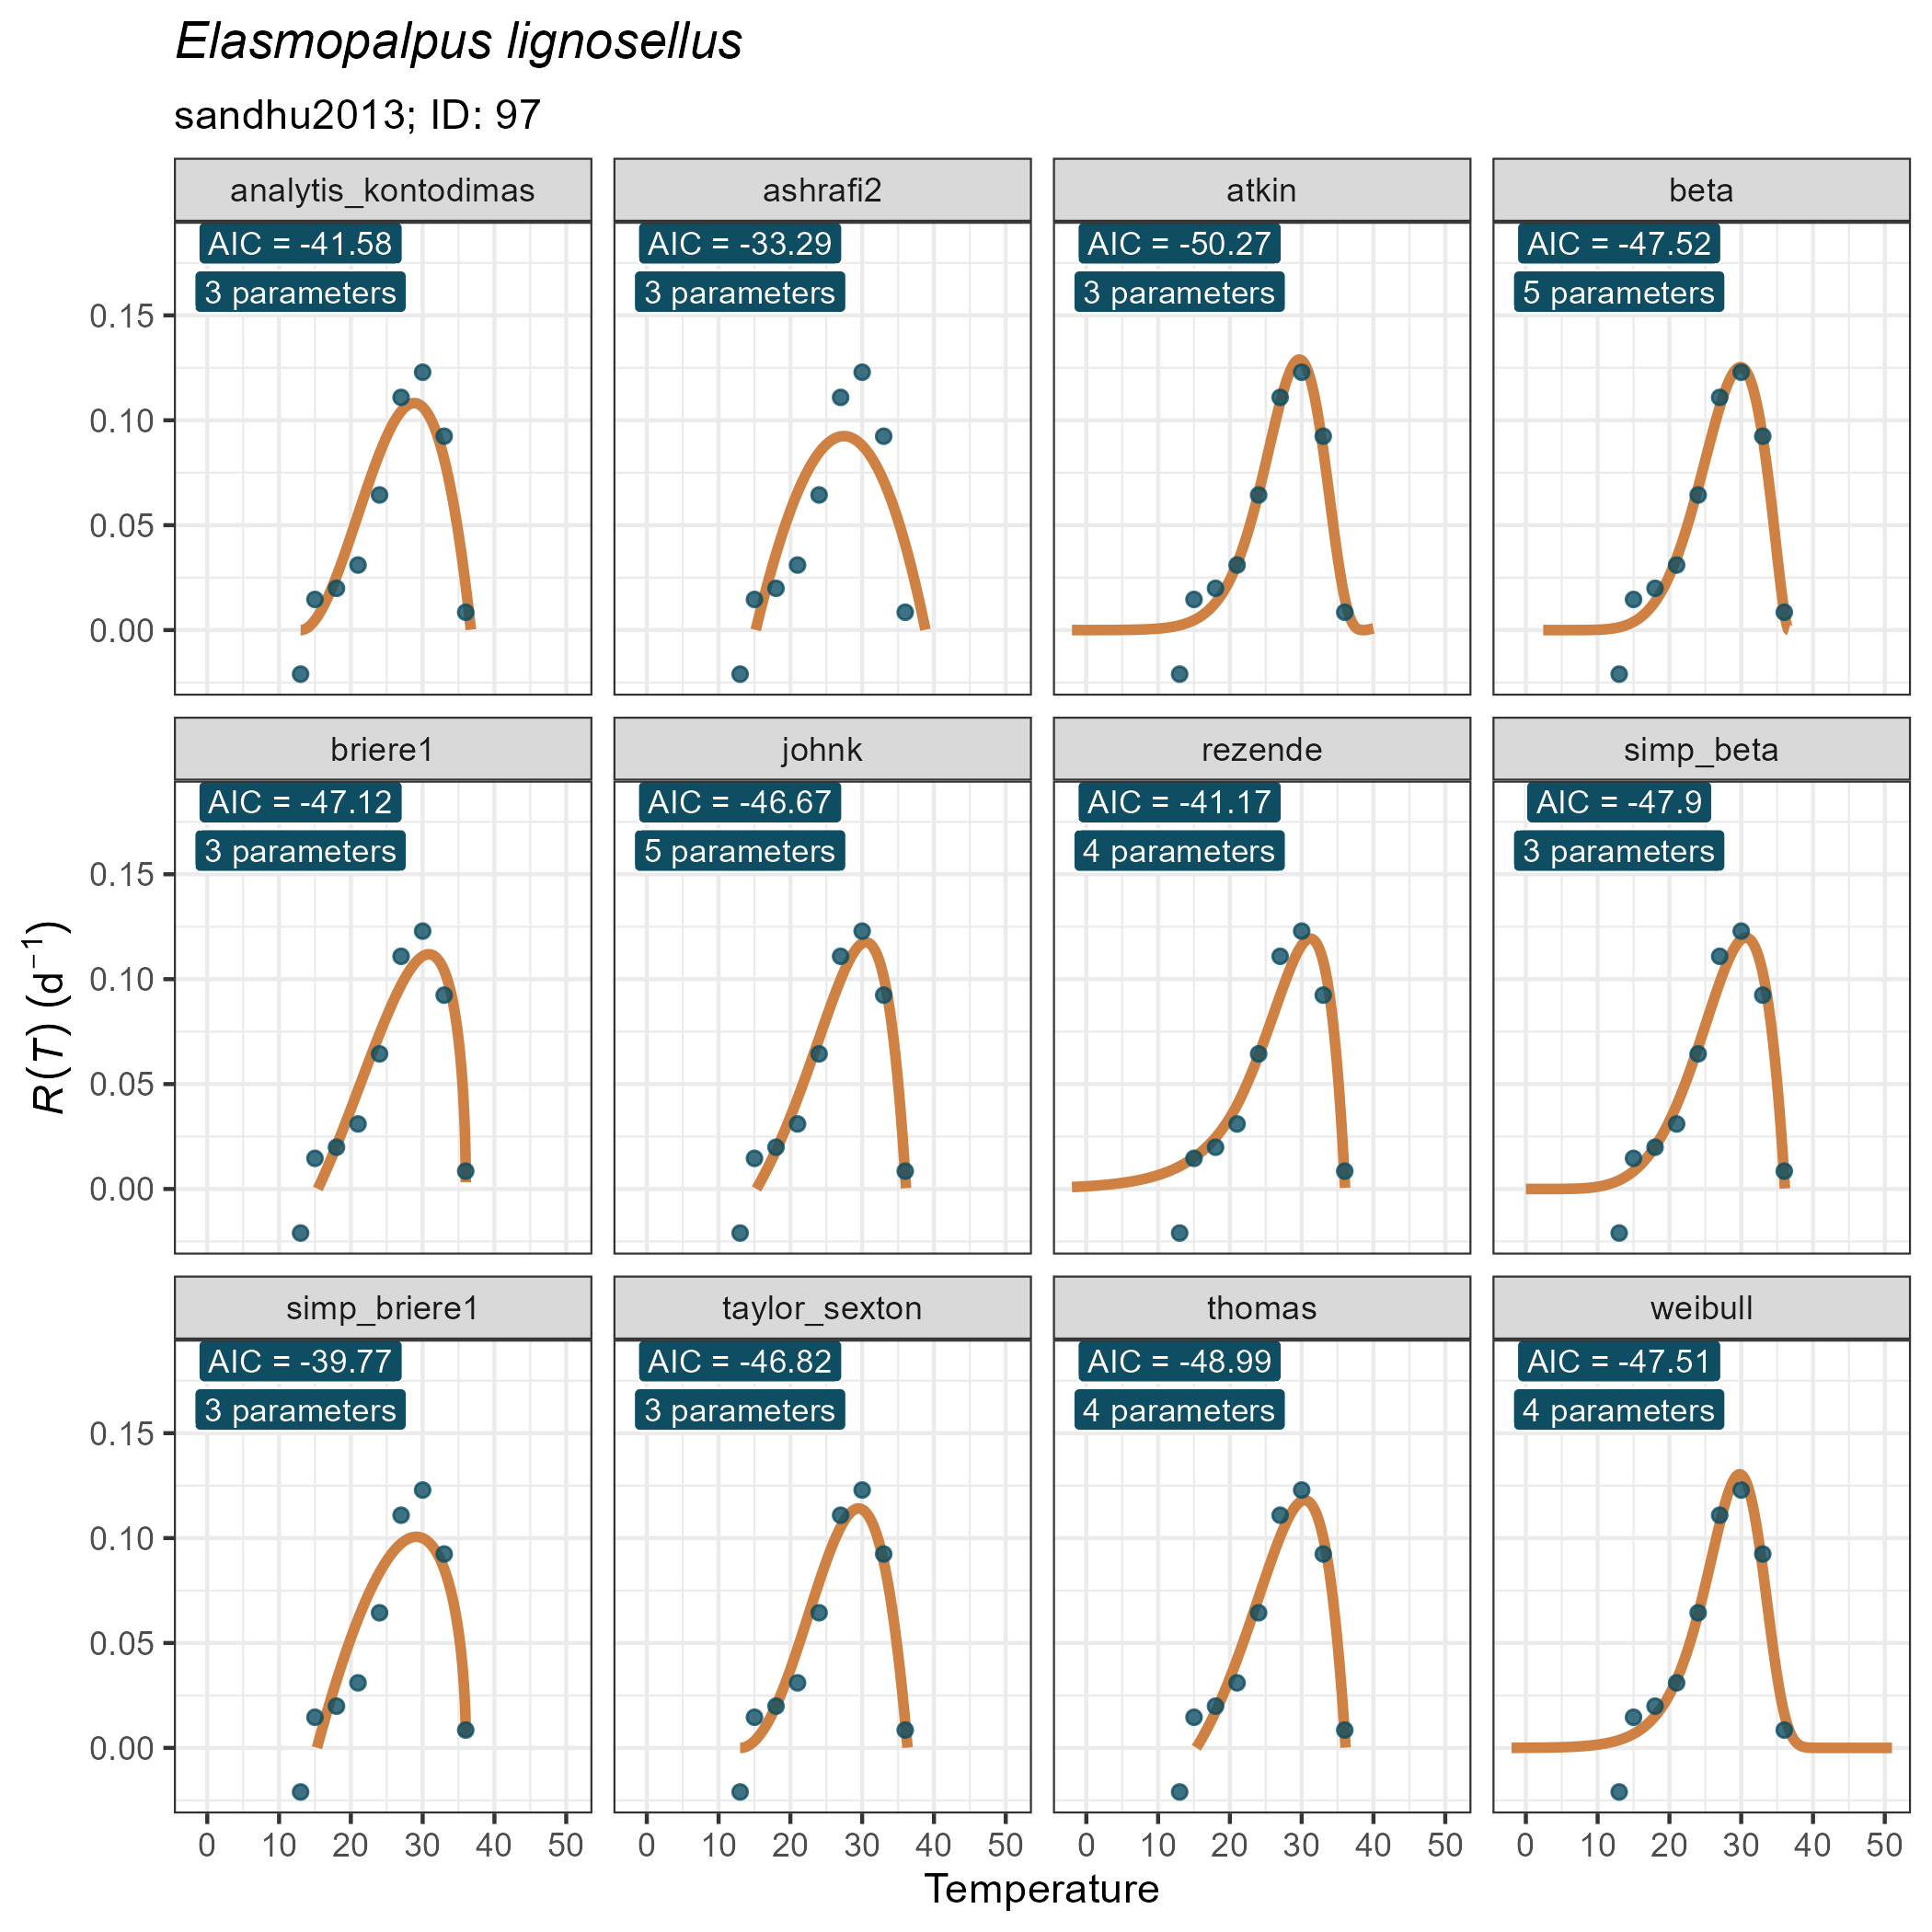 Elasmopalpus lignosellus
sandhu2013; ID: 97
analytis_kontodimas
ashrafi2
atkin
beta
AIC = -41.58
3 parameters
AIC = -33.29
3 parameters
AIC = -50.27
3 parameters
AIC = -47.52
5 parameters
0.15
0.10
0.05
0.00
briere1
johnk
rezende
simp_beta
AIC = -47.12
3 parameters
AIC = -46.67
5 parameters
AIC = -41.17
4 parameters
AIC = -47.9
3 parameters
0.15
0.10
0.05
0.00
R(T) (d⁻¹)
simp_briere1
taylor_sexton
thomas
weibull
AIC = -39.77
3 parameters
AIC = -46.82
3 parameters
AIC = -48.99
4 parameters
AIC = -47.51
4 parameters
0.15
0.10
0.05
0.00
0 10 20 30 40 50
0 10 20 30 40 50
0 10 20 30 40 50
0 10 20 30 40 50
Temperature